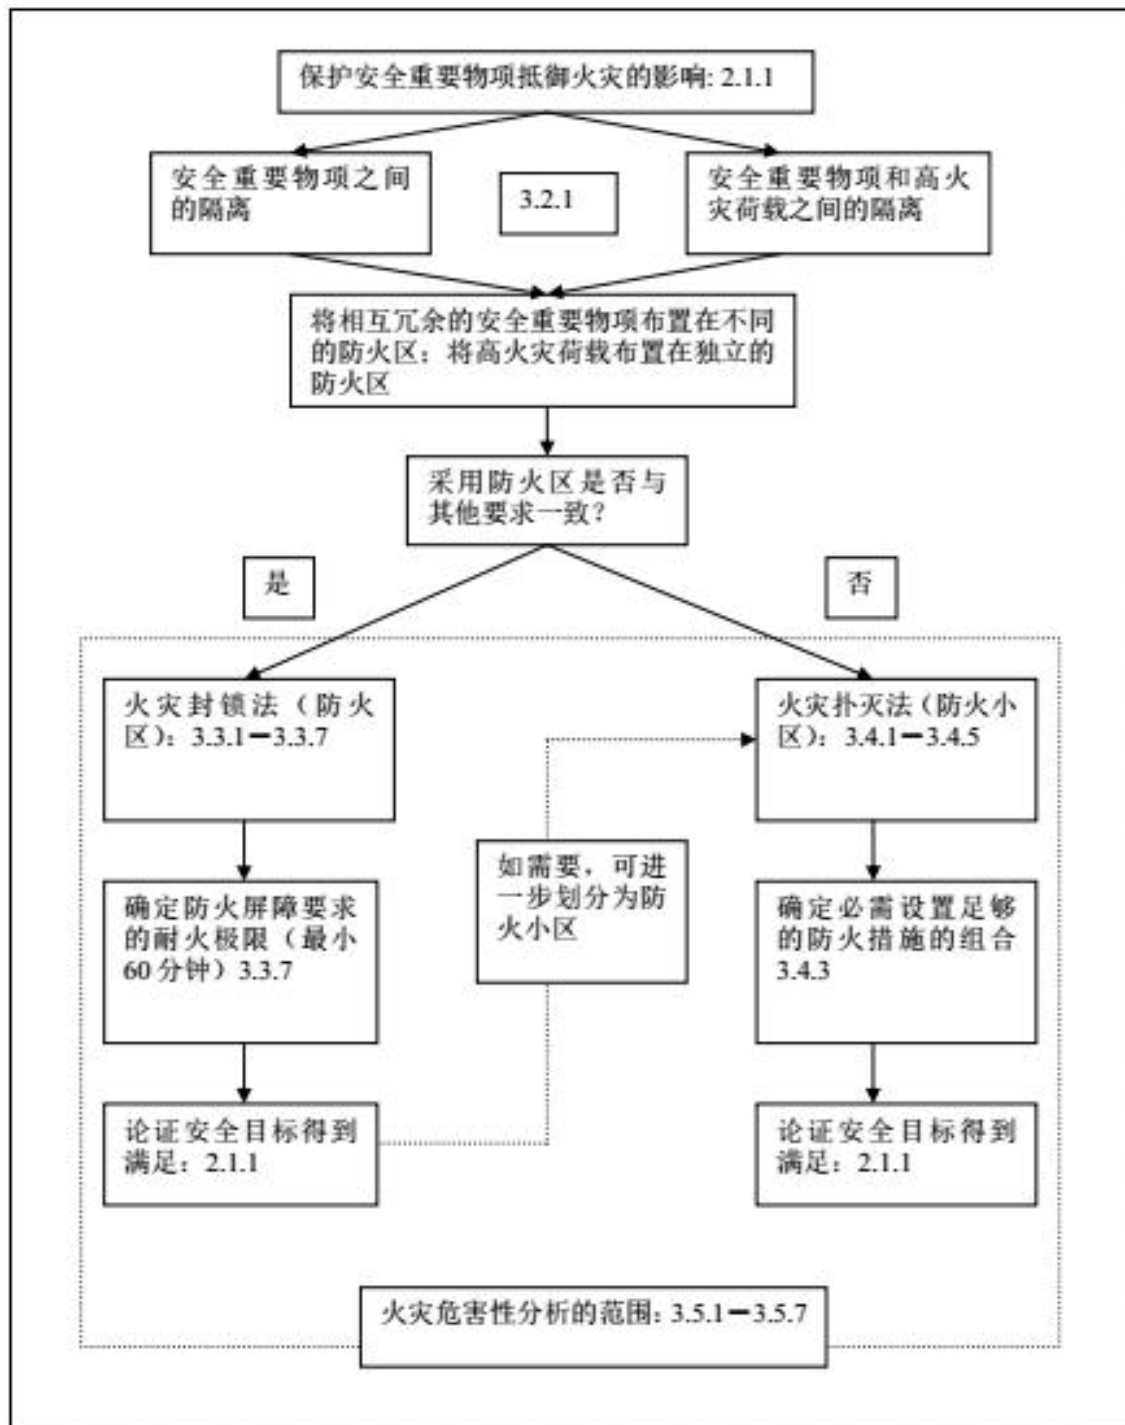 保护安全重要物项抵御火灾的影响: 2.1.1
安全重要物项之间
的隔离
3.2.1
安全重要物项和高火
灾荷载之间的隔离
将相互冗余的安全重要物项布置在不同
的防火区；将高火灾荷载布置在独立的
防火区
采用防火区是否与
其他要求一致？
是
否
火灾封锁法（防火
区）：3.3.1－3.3.7
火灾扑灭法（防火小
区）：3.4.1－3.4.5
如需要，可进
一步划分为防
火小区
确定防火屏障要求
的耐火极限（最小
60 分钟）3.3.7
确定必需设置足够
的防火措施的组合
3.4.3
论证安全目标得到
满足：2.1.1
论证安全目标得到
满足：2.1.1
火灾危害性分析的范围：3.5.1－3.5.7